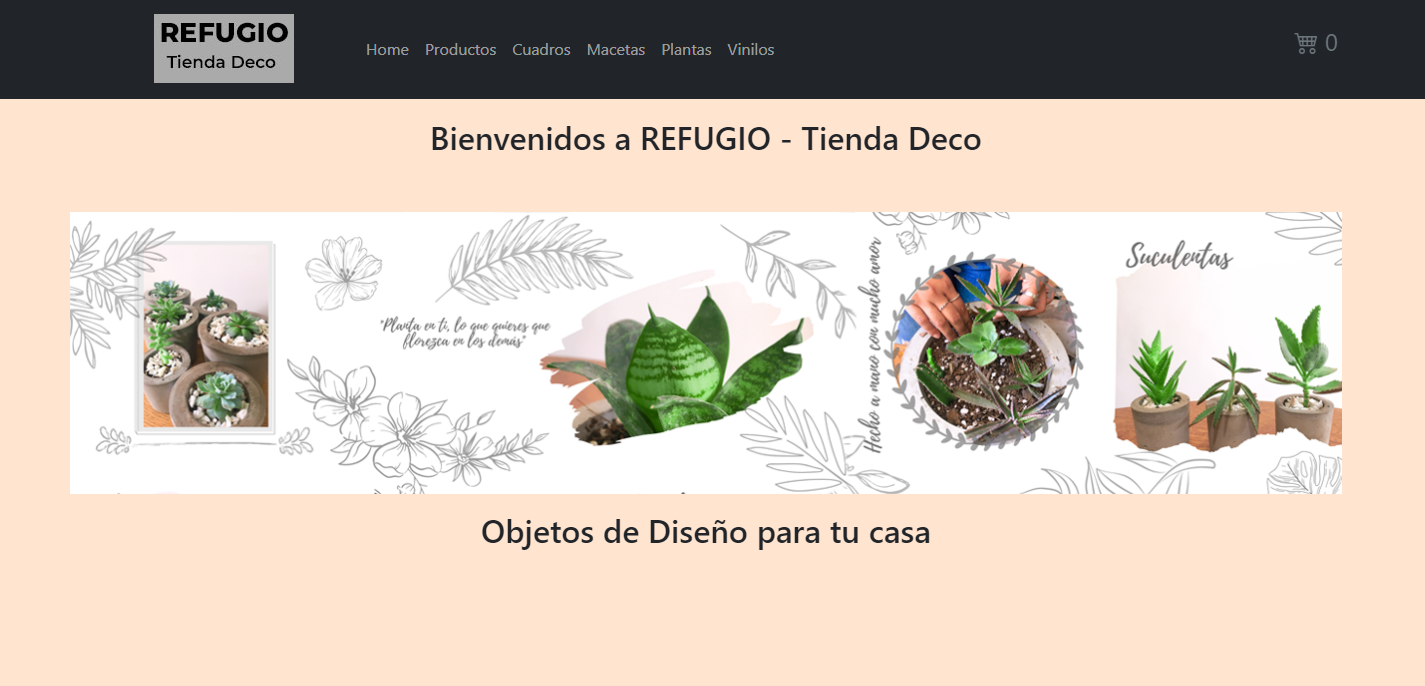 REFUGIO
Tienda Deco
Home Productos Cuadros Macetas Plantas Vinilos
0
Bienvenidos a REFUGIO - Tienda Deco
"Planta en ti, lo que quieres que
florezca en los demás"
Hecho a mano con mucho amor
Suculentas
Objetos de Diseño para tu casa